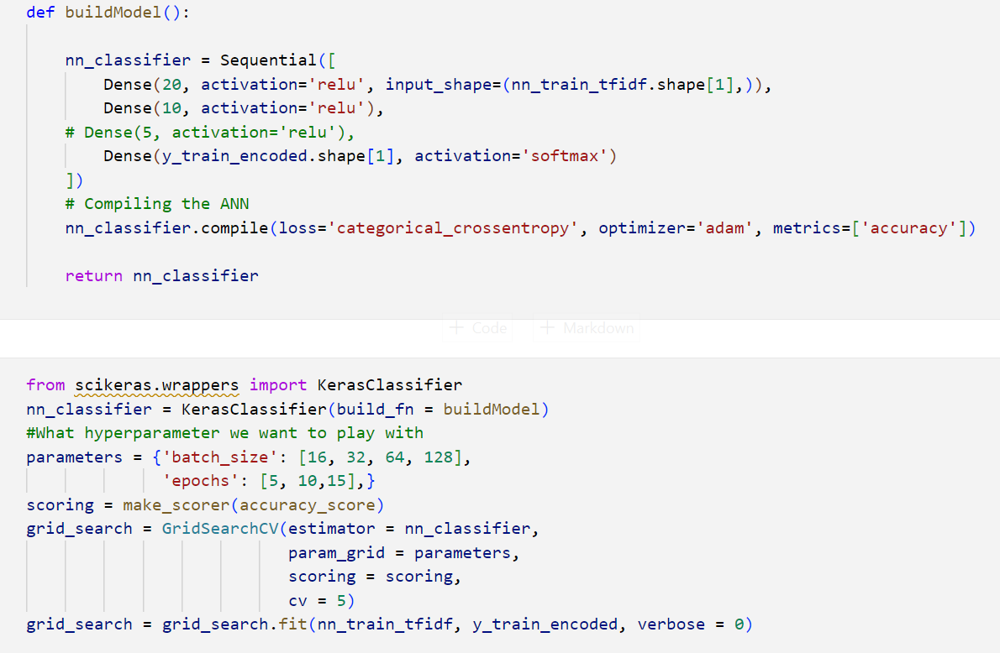 def buildModel():
nn_classifier = Sequential([
Dense(20, activation='relu', input_shape=(nn_train_tfidf.shape[1],)),
Dense(10, activation='relu'),
# Dense(5, activation='relu'),
Dense(y_train_encoded.shape[1], activation='softmax')
])
# Compiling the ANN
nn_classifier.compile(loss='categorical_crossentropy', optimizer='adam', metrics=['accuracy'])
return nn_classifier
+ Code + Markdown
from scikeras.wrappers import KerasClassifier
nn_classifier = KerasClassifier(build_fn = buildModel)
#What hyperparameter we want to play with
parameters = {'batch_size': [16, 32, 64, 128],
'epochs': [5, 10,15],}
scoring = make_scorer(accuracy_score)
grid_search = GridSearchCV(estimator = nn_classifier,
param_grid = parameters,
scoring = scoring,
cv = 5)
grid_search = grid_search.fit(nn_train_tfidf, y_train_encoded, verbose = 0)